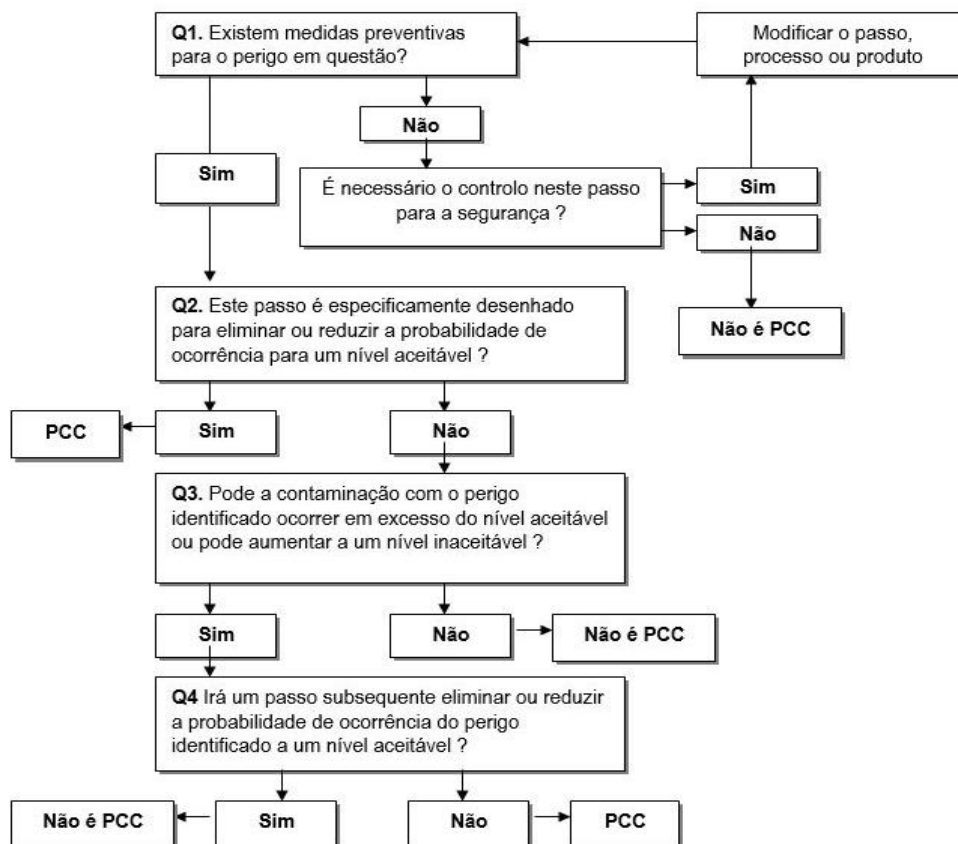 Q1. Existem medidas preventivas
para o perigo em questão?
Modificar o passo,
processo ou produto
Não
Sim
É necessário o controlo neste passo
para a segurança ?
Sim
Não
Não é PCC
Q2. Este passo é especificamente desenhado
para eliminar ou reduzir a probabilidade de
ocorrência para um nível aceitável ?
PCC
Sim
Não
Q3. Pode a contaminação com o perigo
identificado ocorrer em excesso do nível aceitável
ou pode aumentar a um nível inaceitável ?
Sim
Não
Não é PCC
Q4 Irá um passo subsequente eliminar ou reduzir
a probabilidade de ocorrência do perigo
identificado a um nível aceitável ?
Não é PCC
Sim
Não
PCC